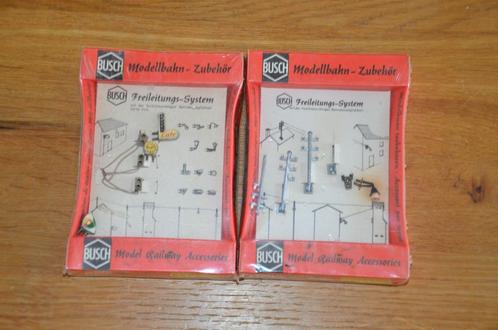 BUSCH
Modellbahn - Zubehör
BUSCH
Freileitungs-System
Cafe
BUSCH
Model Railway Accessories
BUSCH
Modellbahn - Zubehör
BUSCH
Freileitungs-System
BUSCH
Model Railway Accessories